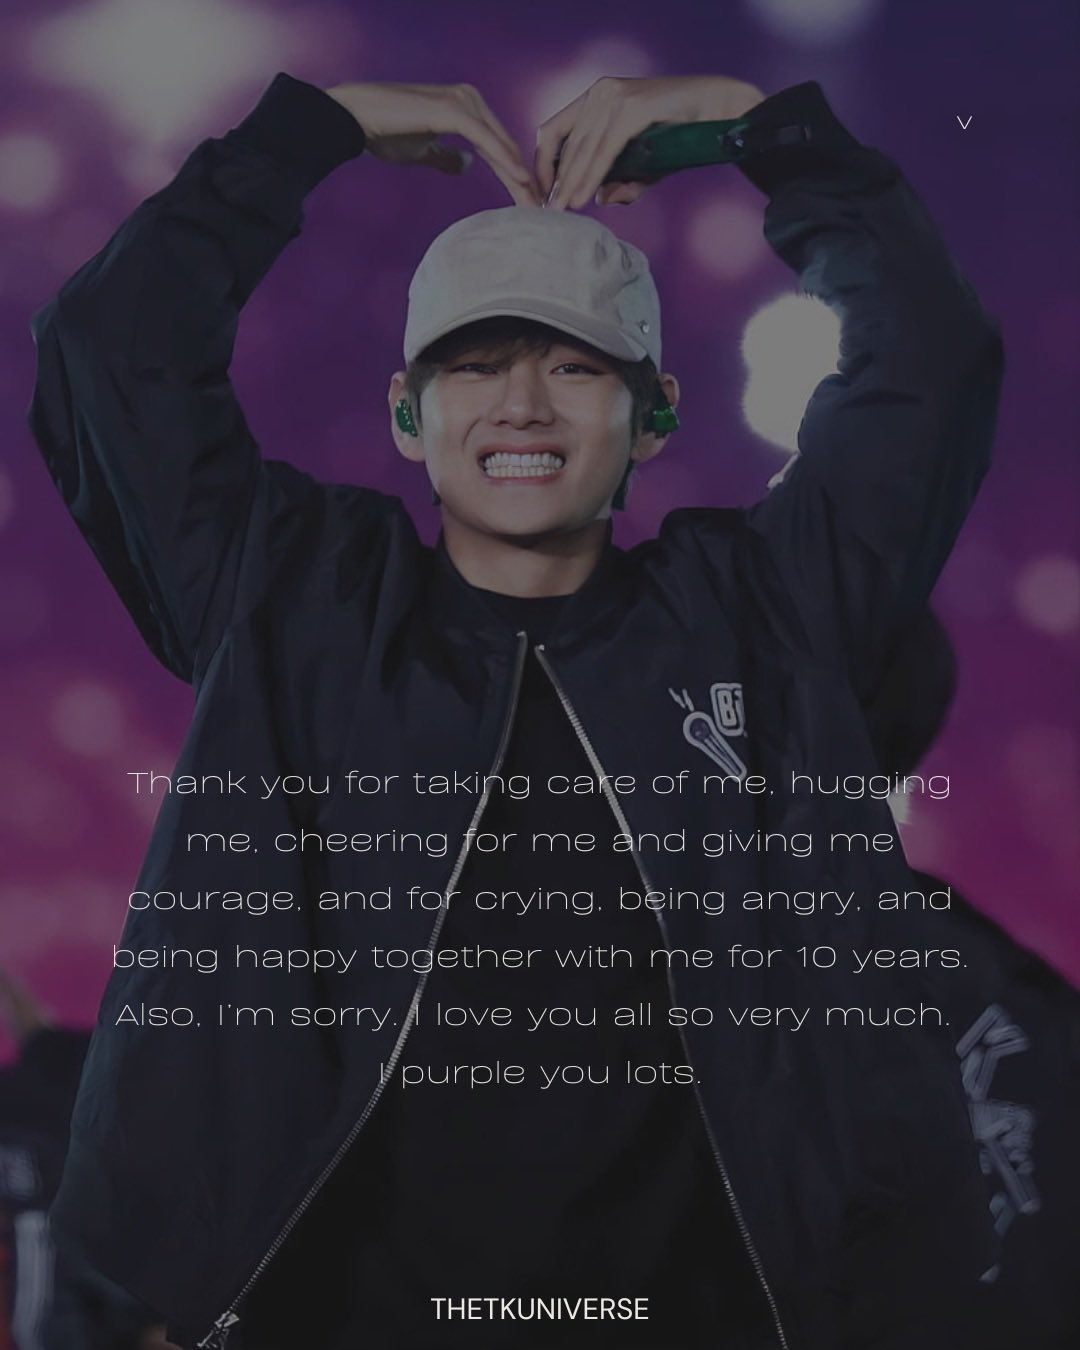 V
BT
Thank you for taking care of me, hugging
me, cheering for me and giving me
courage, and for crying, being angry, and
being happy together with me for 10 years.
Also, I'm sorry. I love you all so very much.
I purple you lots.
THETKUNIVERSE